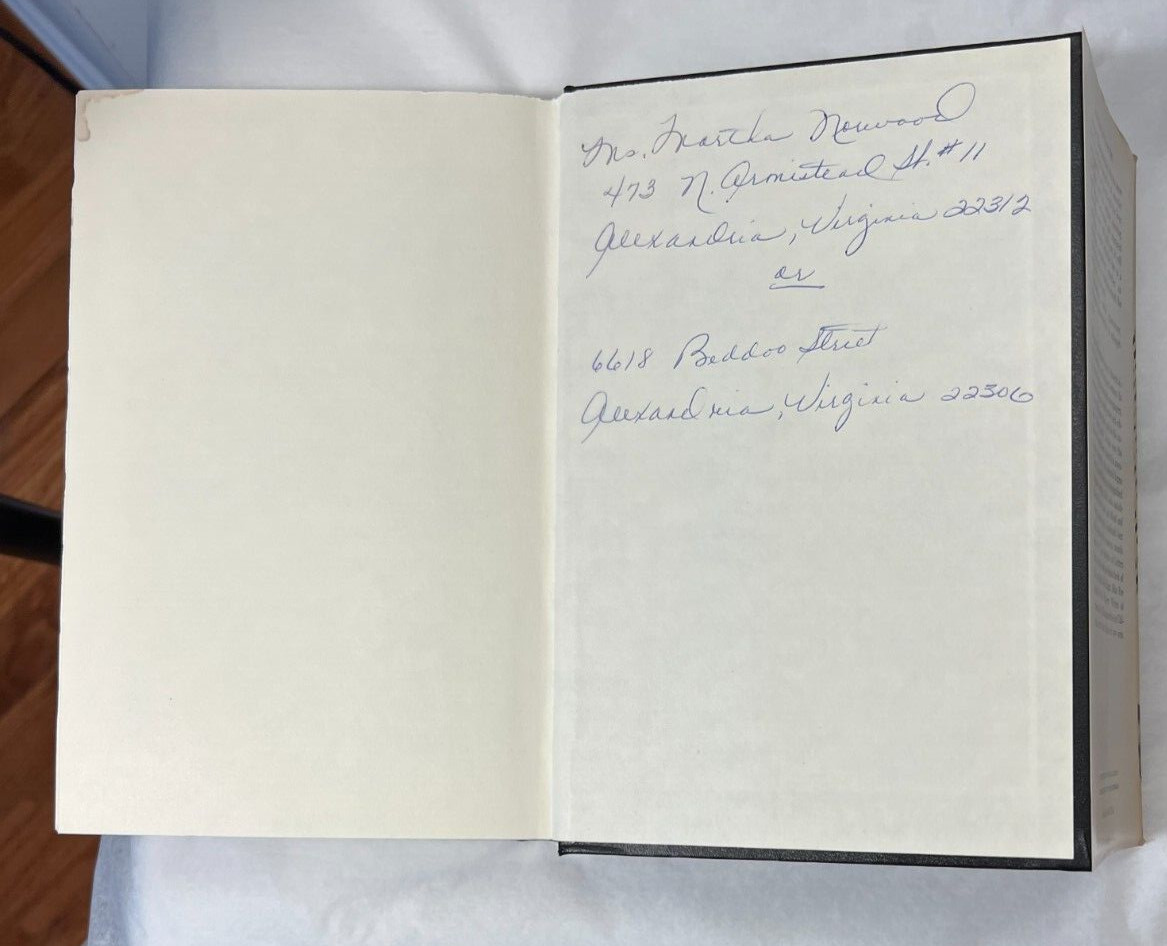 Ms. Martha Norwood
473 N. Armistead St. #11
Alexandria, Virginia 22312
or
6618 Beddoo Street
Alexandria, Virginia 22306